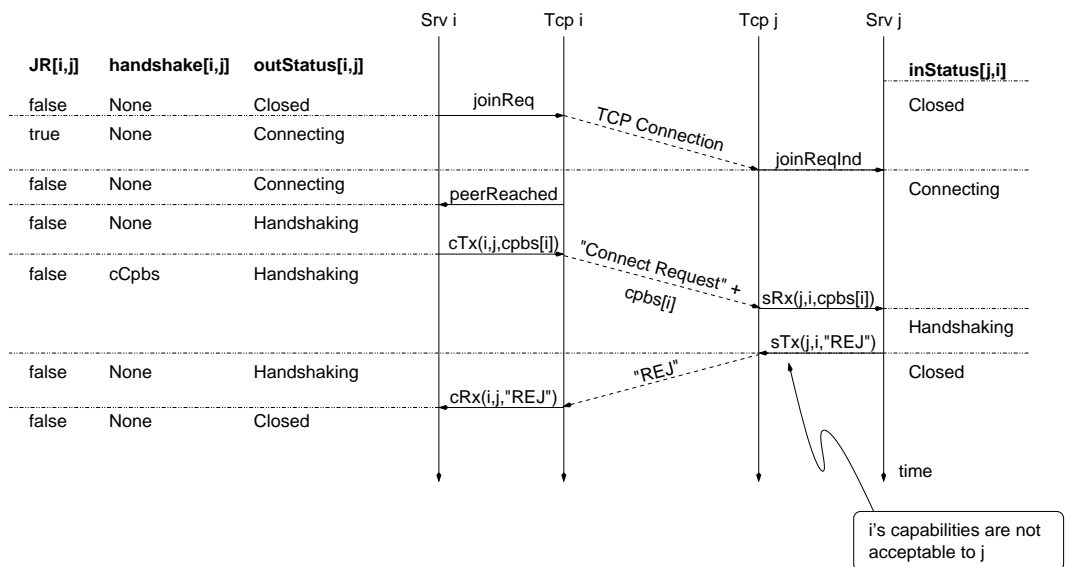 Srv i Tcp i Tcp j Srv j
JR[i,j] handshake[i,j] outStatus[i,j] inStatus[j,i]
false None Closed joinReq Closed
TCP Connection
true None Connecting
joinReqInd
false None Connecting Connecting
peerReached
false None Handshaking
cTx(i,j,cpbs[i])
"Connect Request" +
cpbs[i]
false cCpbs Handshaking
sRx(j,i,cpbs[i])
Handshaking
sTx(j,i,"REJ")
"REJ"
false None Handshaking Closed
cRx(i,j,"REJ")
false None Closed
time
i's capabilities are not
acceptable to j